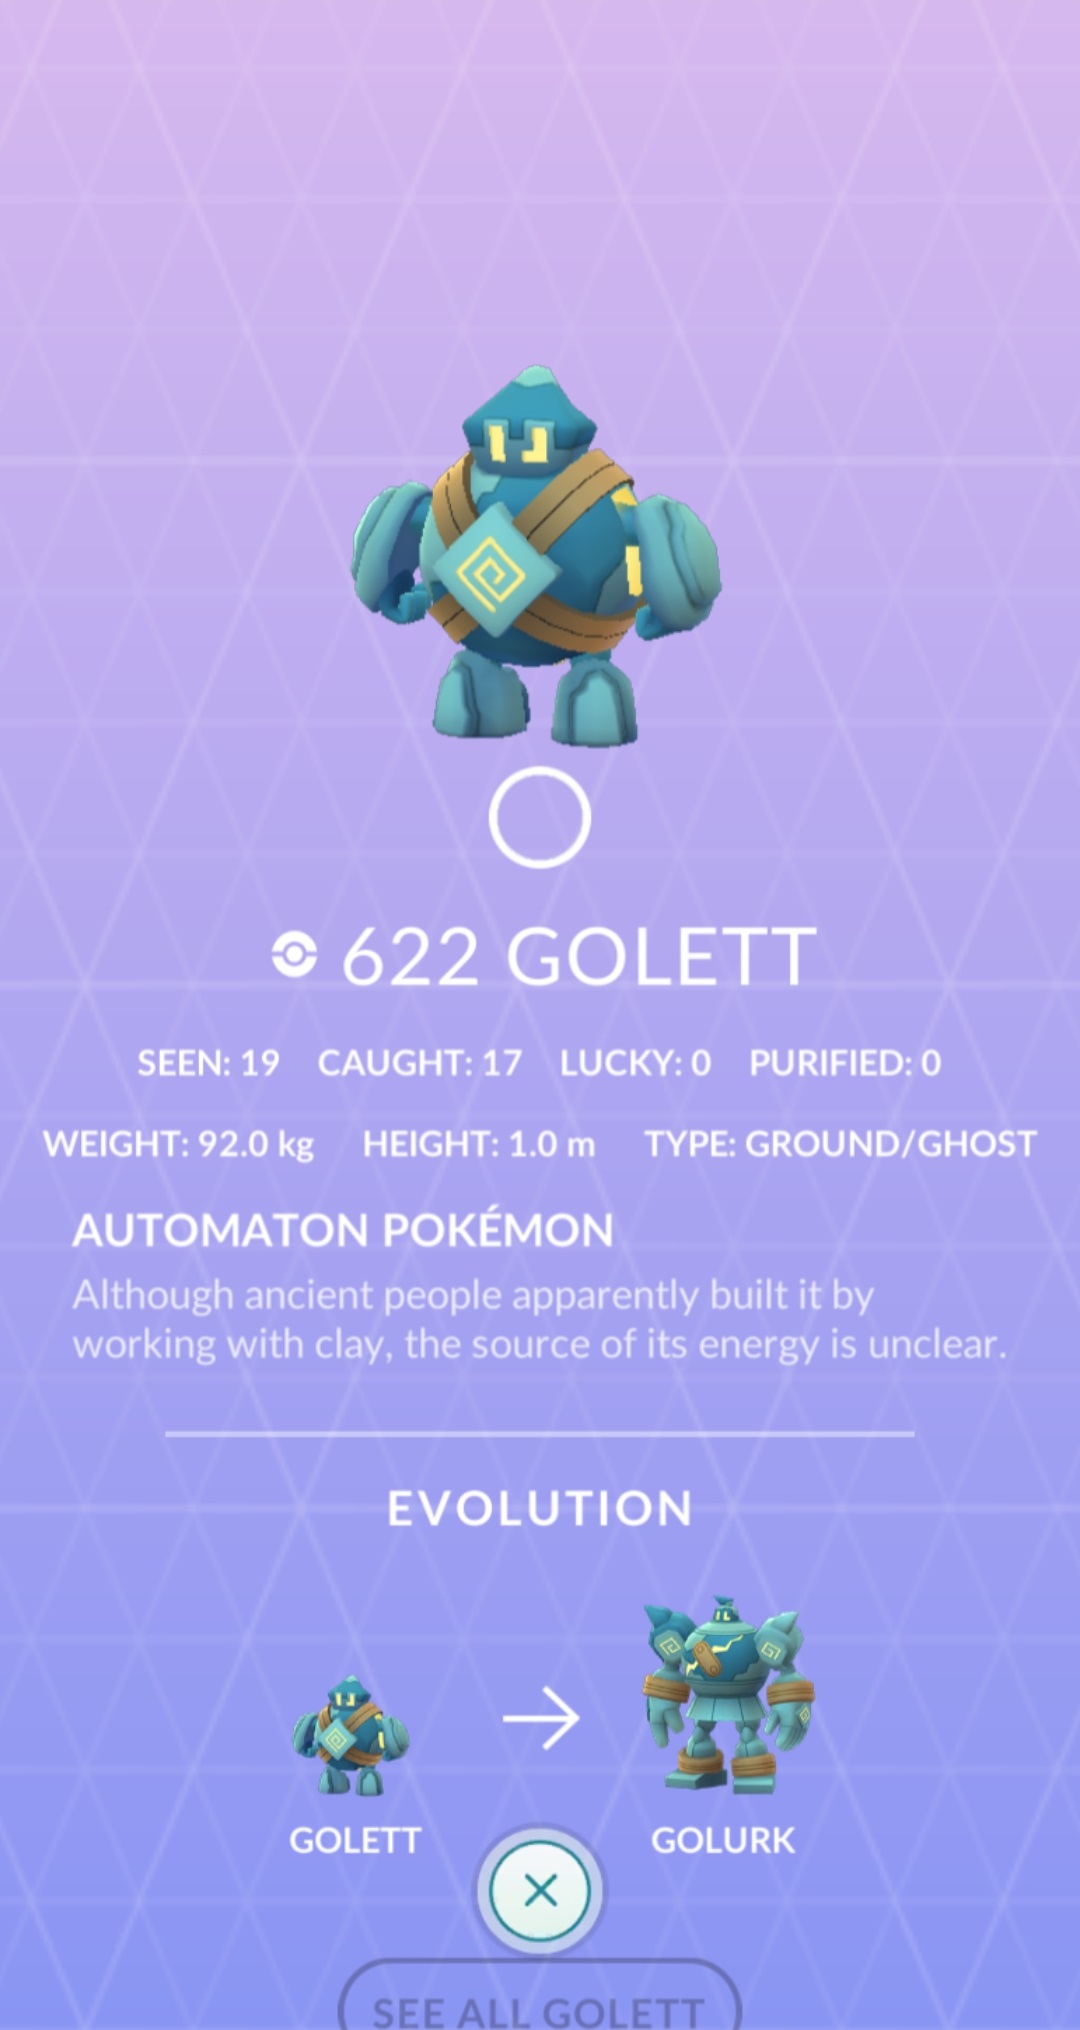 622 GOLETT
SEEN: 19 CAUGHT: 17 LUCKY: 0 PURIFIED: 0
WEIGHT: 92.0 kg HEIGHT: 1.0 m TYPE: GROUND/GHOST
AUTOMATON POKÉMON
Although ancient people apparently built it by
working with clay, the source of its energy is unclear.
EVOLUTION
GOLETT GOLURK
SEE ALL GOLETT